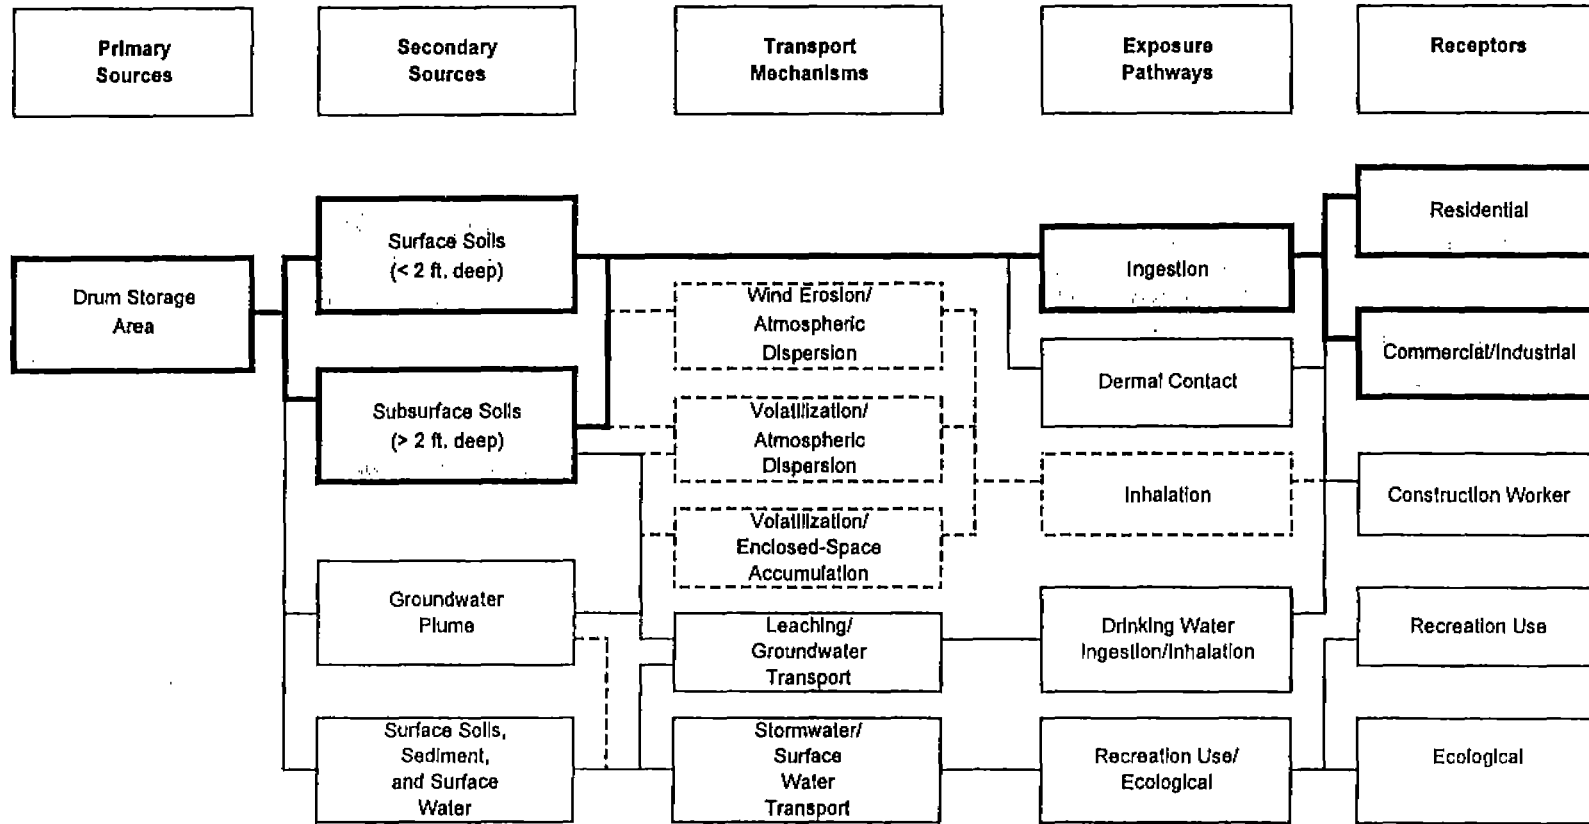 Primary
Sources
Secondary
Sources
Transport
Mechanisms
Exposure
Pathways
Receptors
Drum Storage
Area
Surface Soils
(< 2 ft. deep)
Subsurface Soils
(> 2 ft. deep)
Groundwater
Plume
Surface Soils,
Sediment,
and Surface
Water
Wind Erosion/
Atmospheric
Dispersion
Volatilization/
Atmospheric
Dispersion
Volatilization/
Enclosed-Space
Accumulation
Leaching/
Groundwater
Transport
Stormwater/
Surface
Water
Transport
Ingestion
Dermal Contact
Inhalation
Drinking Water
Ingestion/Inhalation
Recreation Use/
Ecological
Residential
Commercial/Industrial
Construction Worker
Recreation Use
Ecological